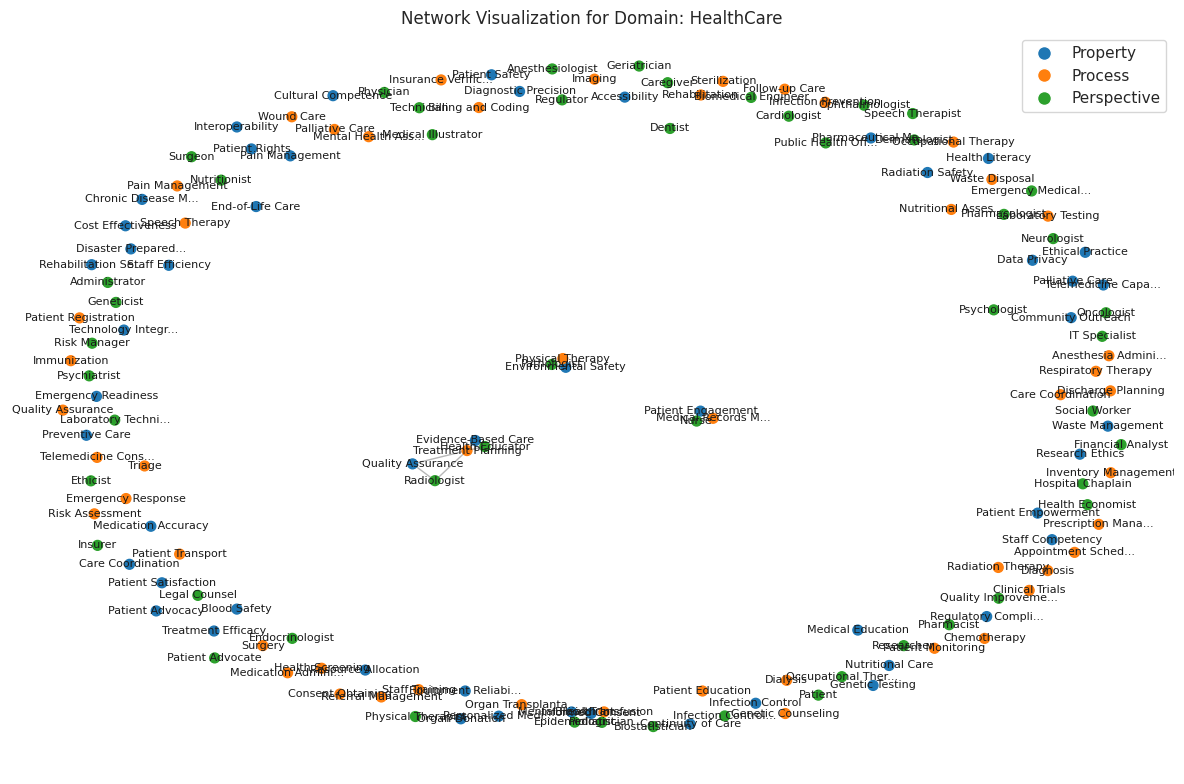 Network Visualization for Domain: HealthCare
Property
Process
Perspective
Geriatrician
Anesthesiologist
Patient Safety
Imaging
Insurance Verific...
Caregiver
Sterilization
Follow-up Care
Physician
Diagnostic Precision
Cultural Competence
Accessibility
Rehabilitation
Biomedical Engineer
Regulator
Infection Prevention
Ophthalmologist
Technician
Billing and Coding
Speech Therapist
Wound Care
Cardiologist
Interoperability
Palliative Care
Dentist
Mental Health Ass...
Medical Illustrator
Pharmaceutical Ma...
Occupational Therapy
Public Health Off...
Patient Rights
Surgeon
Pain Management
Health Literacy
Radiation Safety
Nutritionist
Waste Disposal
Pain Management
Emergency Medical...
Chronic Disease M...
End-of-Life Care
Nutritional Asses...
Pharmacologist
Laboratory Testing
Speech Therapy
Cost Effectiveness
Neurologist
Disaster Prepared...
Ethical Practice
Data Privacy
Staff Efficiency
Administrator
Palliative Care
Telemedicine Capa...
Geneticist
Psychologist
Patient Registration
Community Outreach
Oncologist
Technology Integr...
IT Specialist
Risk Manager
Anesthesia Admini...
Immunization
Physical Therapy
Environmental Safety
Respiratory Therapy
Psychiatrist
Discharge Planning
Emergency Readiness
Care Coordination
Quality Assurance
Patient Engagement
Social Worker
Medical Records M...
Nurse
Laboratory Techni...
Waste Management
Preventive Care
Evidence-Based Care
Health Educator
Financial Analyst
Treatment Planning
Research Ethics
Telemedicine Cons...
Triage
Quality Assurance
Inventory Management
Ethicist
Radiologist
Hospital Chaplain
Emergency Response
Health Economist
Risk Assessment
Patient Empowerment
Medication Accuracy
Prescription Mana...
Staff Competency
Insurer
Patient Transport
Appointment Sched...
Care Coordination
Radiation Therapy
Diagnosis
Patient Satisfaction
Clinical Trials
Legal Counsel
Quality Improveme...
Patient Advocacy
Blood Safety
Regulatory Compli...
Pharmacist
Treatment Efficacy
Medical Education
Endocrinologist
Chemotherapy
Surgery
Researcher
Patient Monitoring
Patient Advocate
Nutritional Care
Health Screening
Resource Allocation
Medication Admini...
Occupational Ther...
Dialysis
Genetic Testing
Staff Training
Equipment Reliabi...
Patient Education
Consent Obtaining
Referral Management
Patient
Organ Transplanta...
Infection Control
Genetic Counseling
Physical Therapist
Organ Donation
Infection Control...
Continuity of Care
Biostatistician